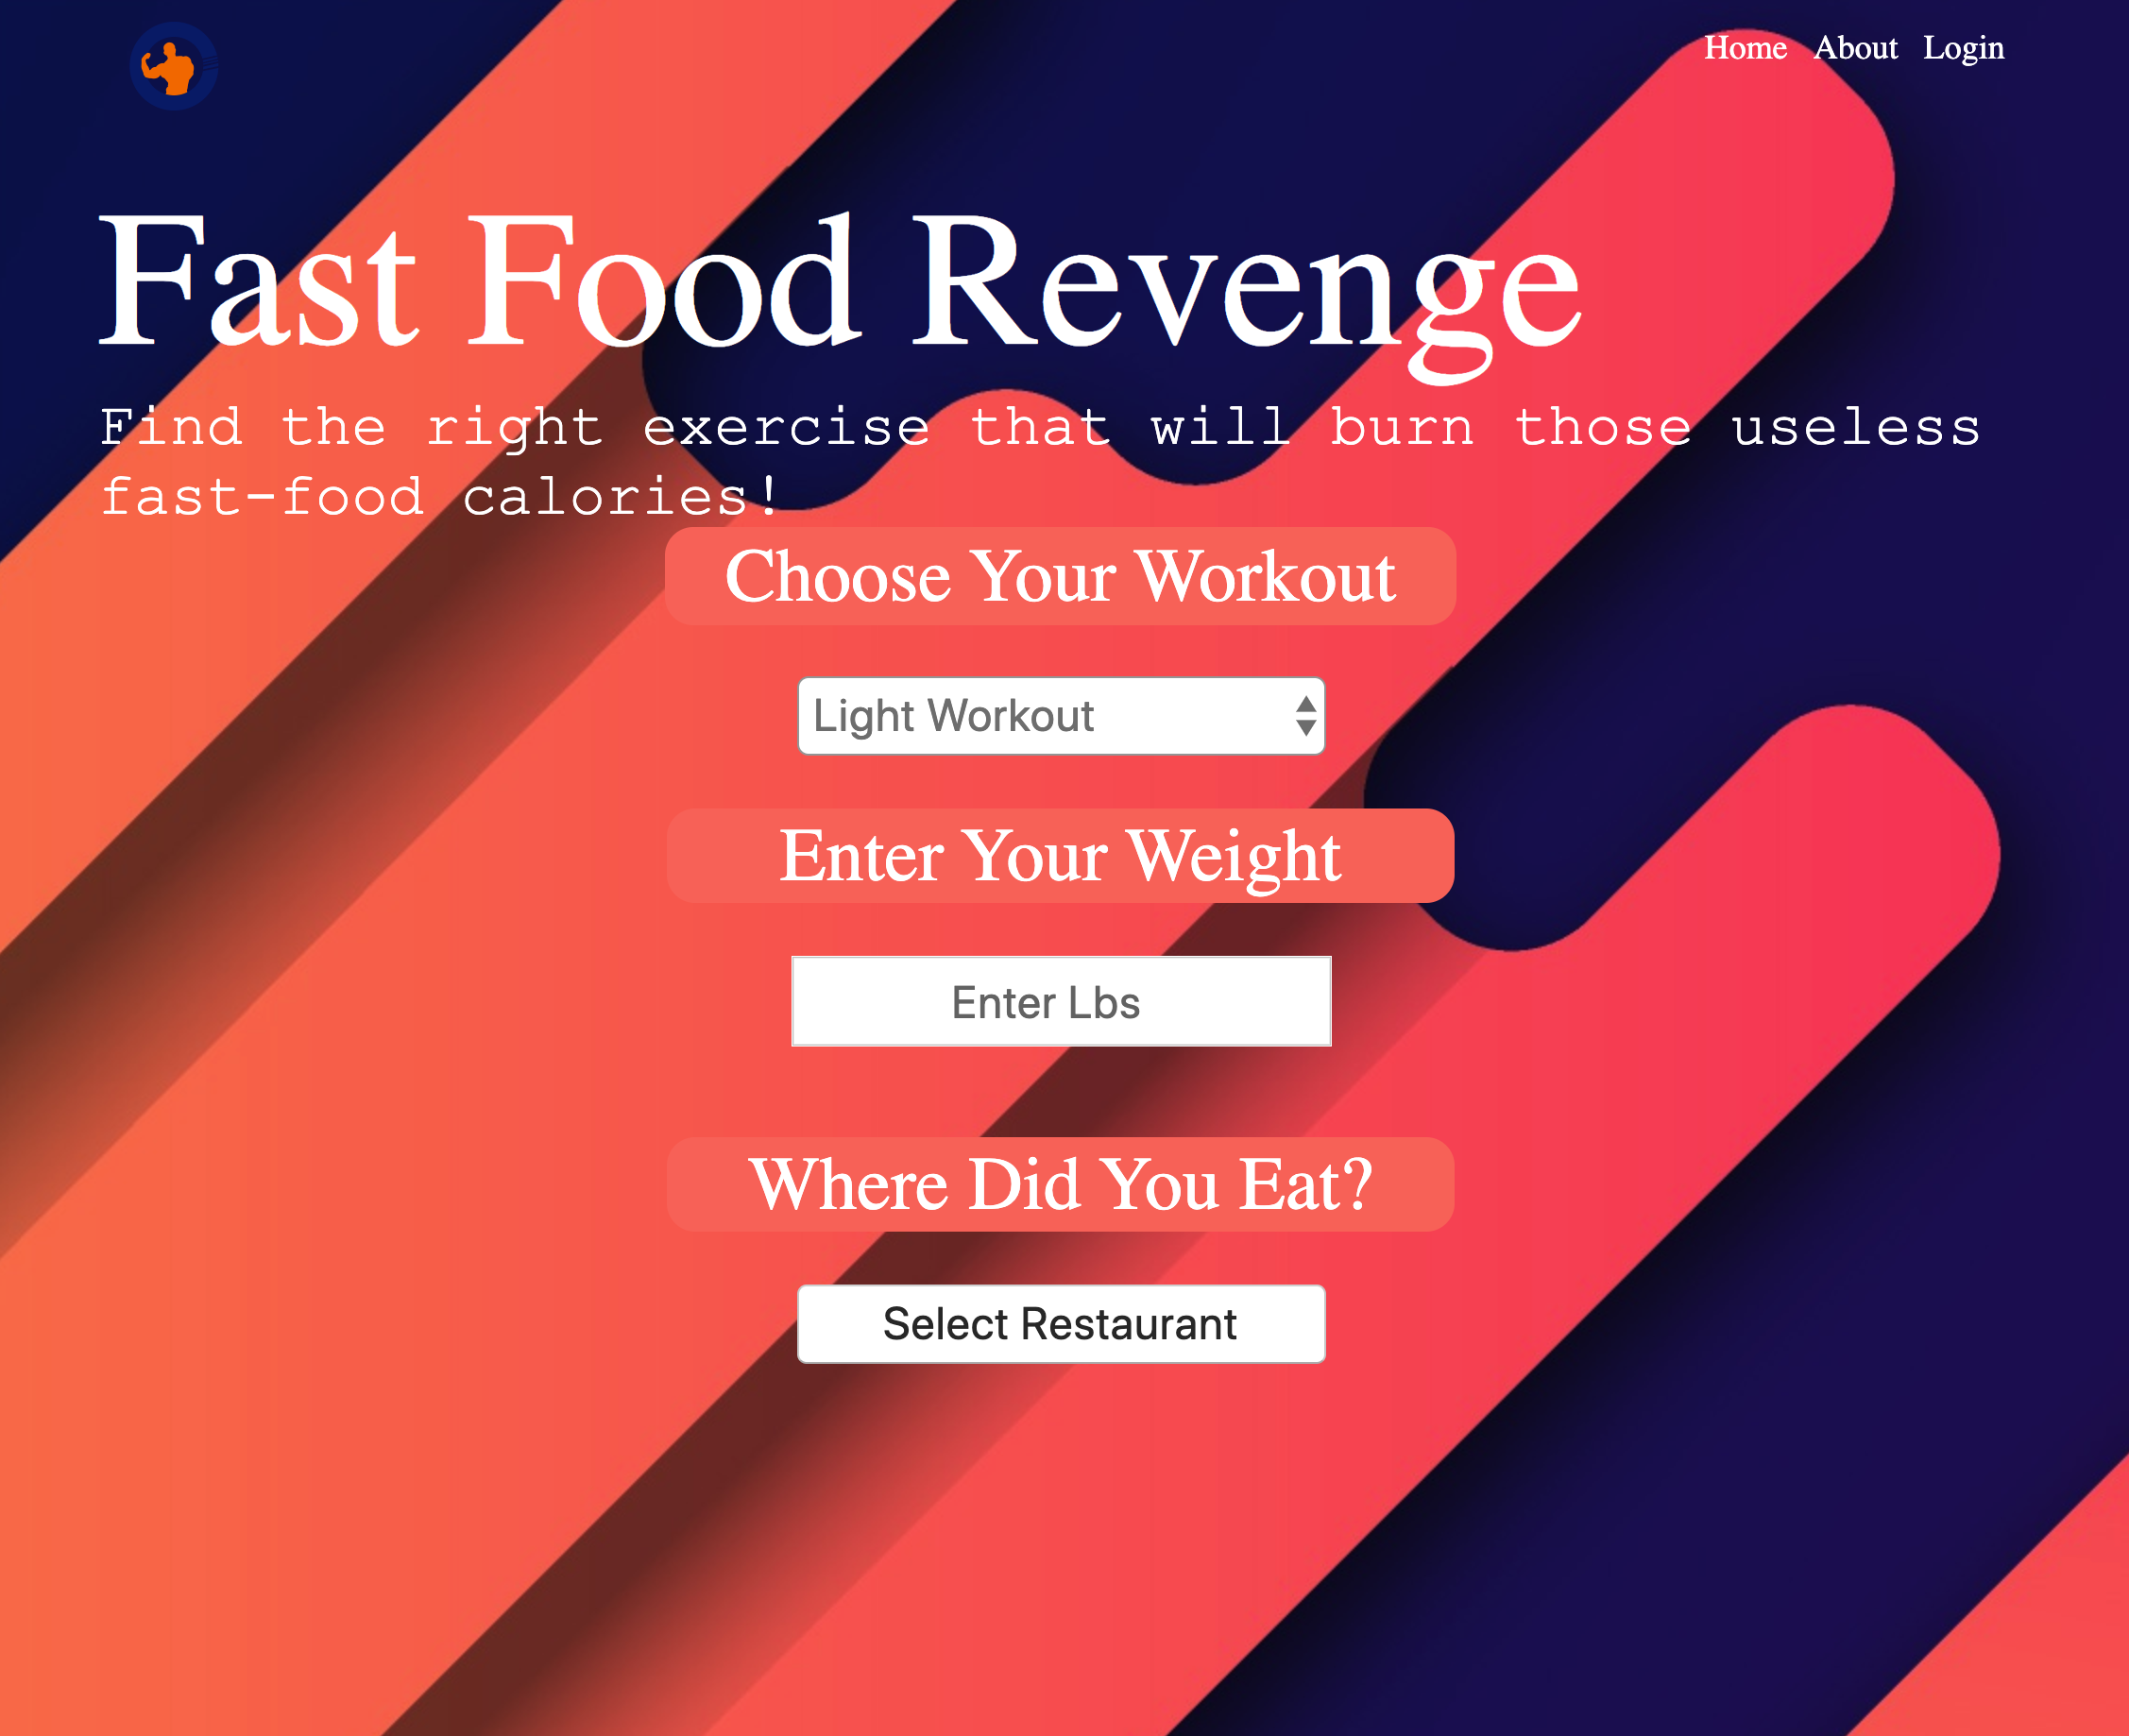 Home About Login
Fast Food Revenge
Find the right exercise that will burn those useless
fast-food calories!
Choose Your Workout
Light Workout
Enter Your Weight
Enter Lbs
Where Did You Eat?
Select Restaurant